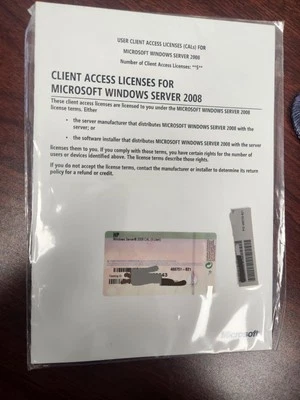 USER CLIENT ACCESS LICENSES (CALs) FOR
MICROSOFT WINDOWS SERVER 2008
Number of Client Access Licenses: **5**
CLIENT ACCESS LICENSES FOR
MICROSOFT WINDOWS SERVER 2008
These client access licenses are licensed to you under the MICROSOFT WINDOWS SERVER 2008
license terms. Either
• the server manufacturer that distributes MICROSOFT WINDOWS SERVER 2008 with the
server; or
• the software installer that distributes MICROSOFT WINDOWS SERVER 2008 with the server
licenses them to you. If you comply with those terms, you have certain rights for the number of
users or devices identified above. The license terms describe those rights.
If you do not accept the license terms, contact the manufacturer or installer to determine its return
policy for a refund or credit.
HP
Microsoft